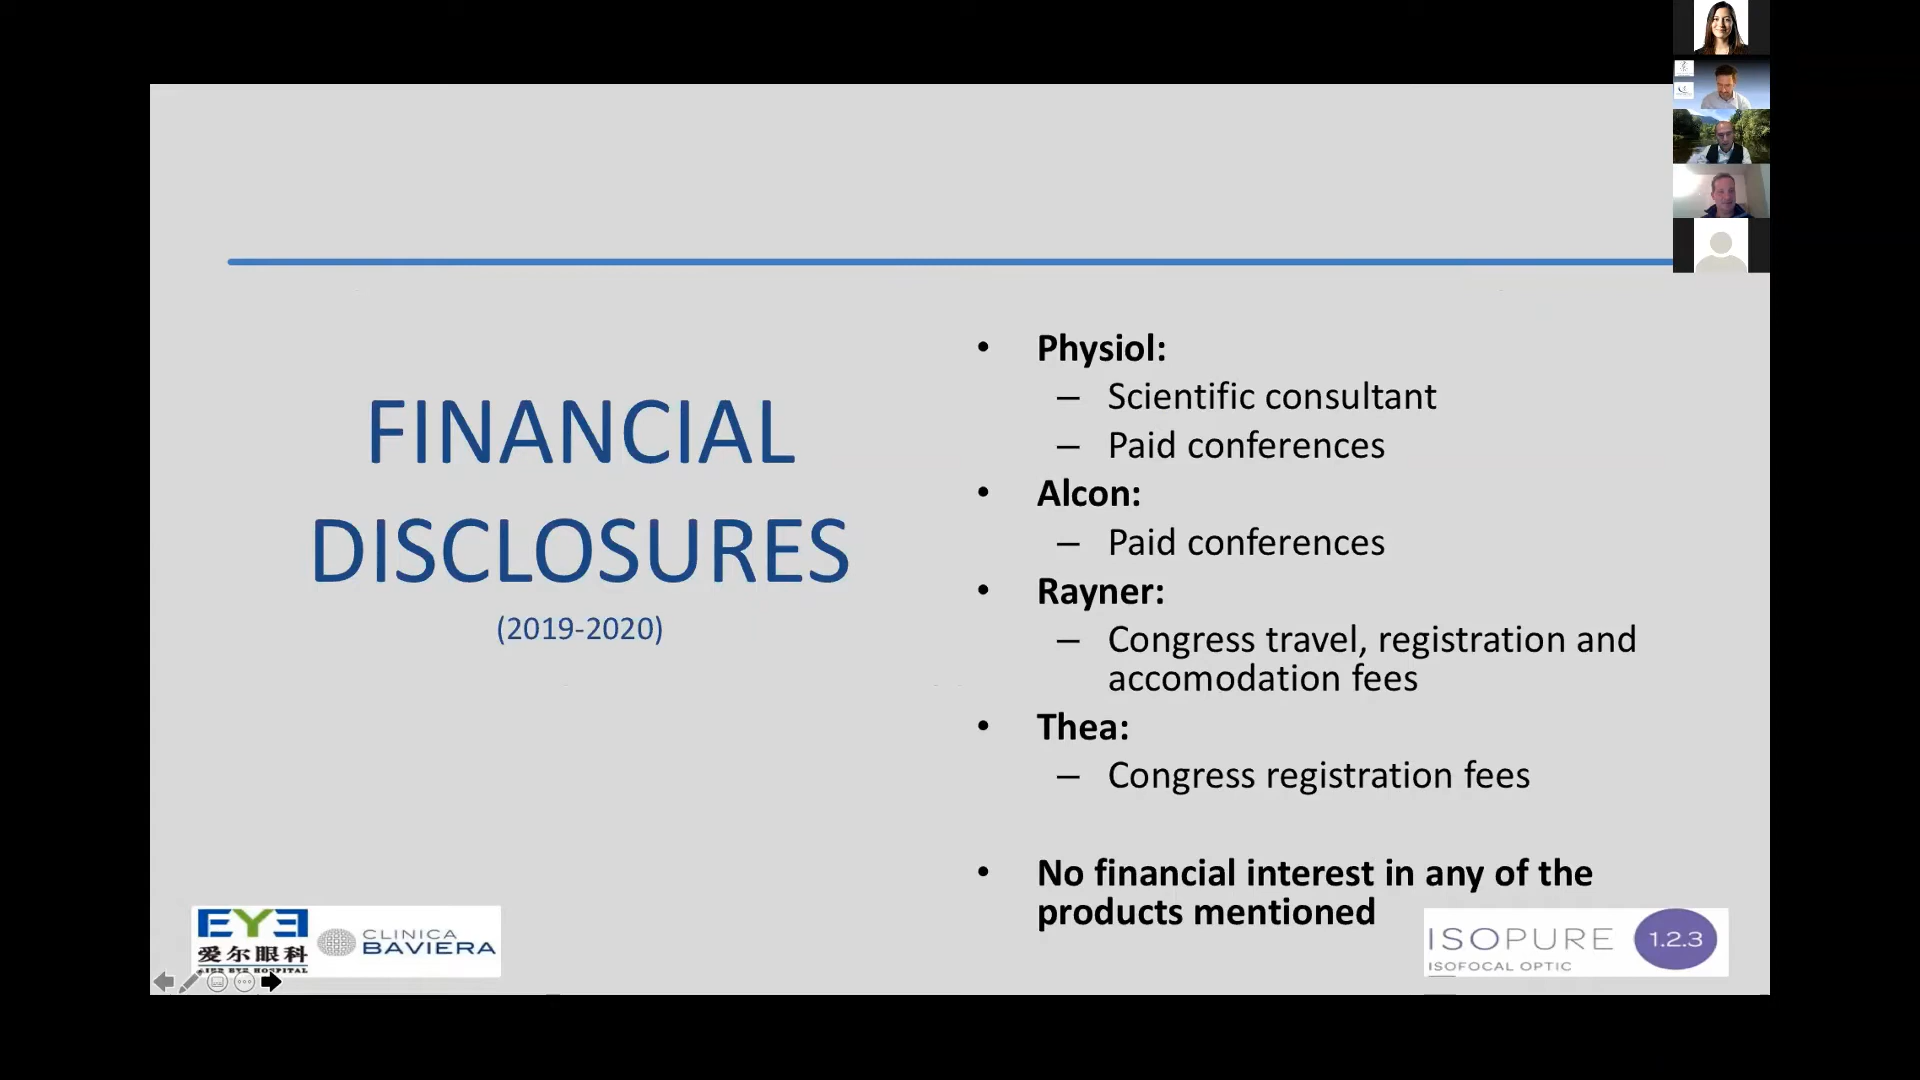 FINANCIAL
DISCLOSURES
(2019-2020)
• Physiol:
– Scientific consultant
– Paid conferences
• Alcon:
– Paid conferences
• Rayner:
– Congress travel, registration and
accomodation fees
• Thea:
– Congress registration fees
• No financial interest in any of the
products mentioned
EYE
爱尔眼科
AIER EYE HOSPITAL
CLINICA
BAVIERA
ISOPURE
1.2.3
ISOFOCAL OPTIC